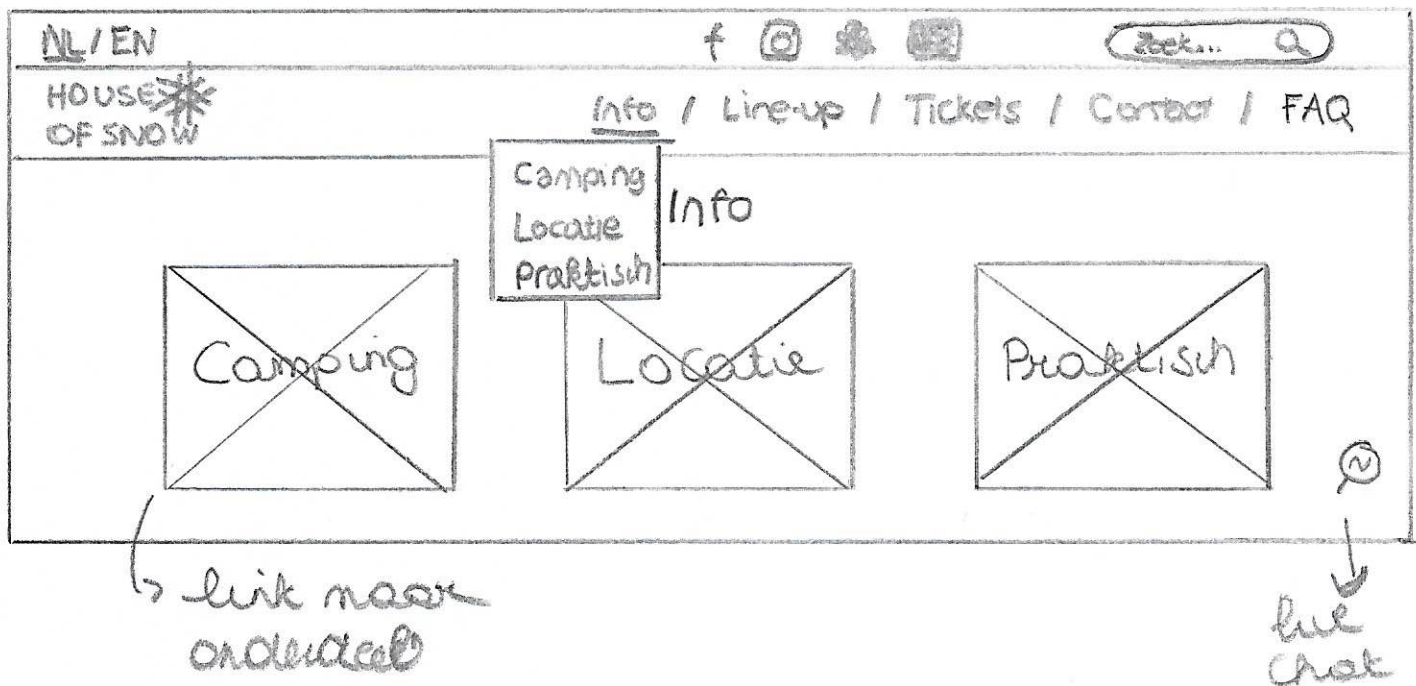 NL / EN
f
Zoek...
HOUSE
OF SNOW
Info / Line-up / Tickets / Contact / FAQ
Camping
Locatie
Praktisch
Info
Camping
Locatie
Praktisch
link naar
onderdeel
live
chat